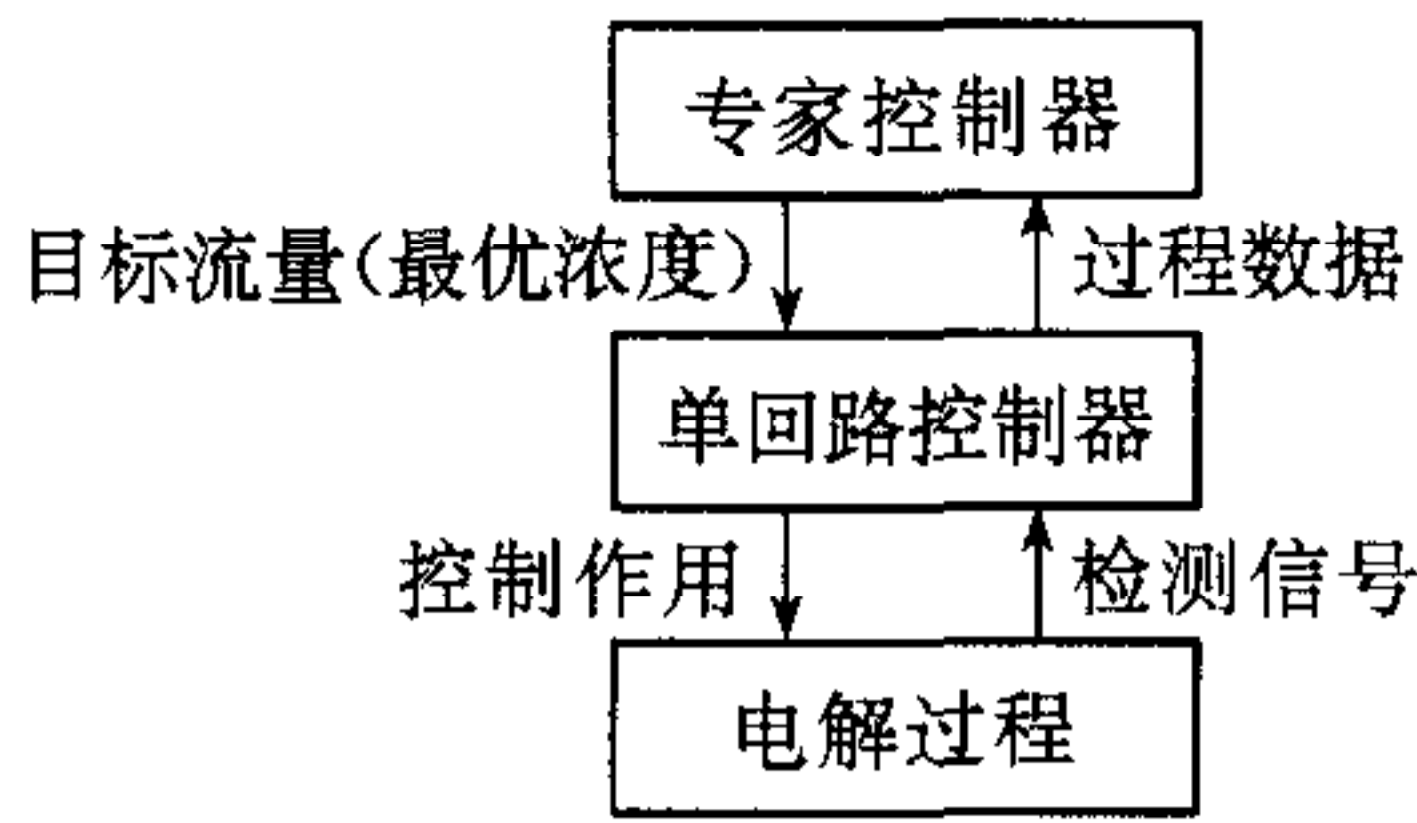 专家控制器
目标流量(最优浓度)
过程数据
单回路控制器
控制作用
检测信号
电解过程